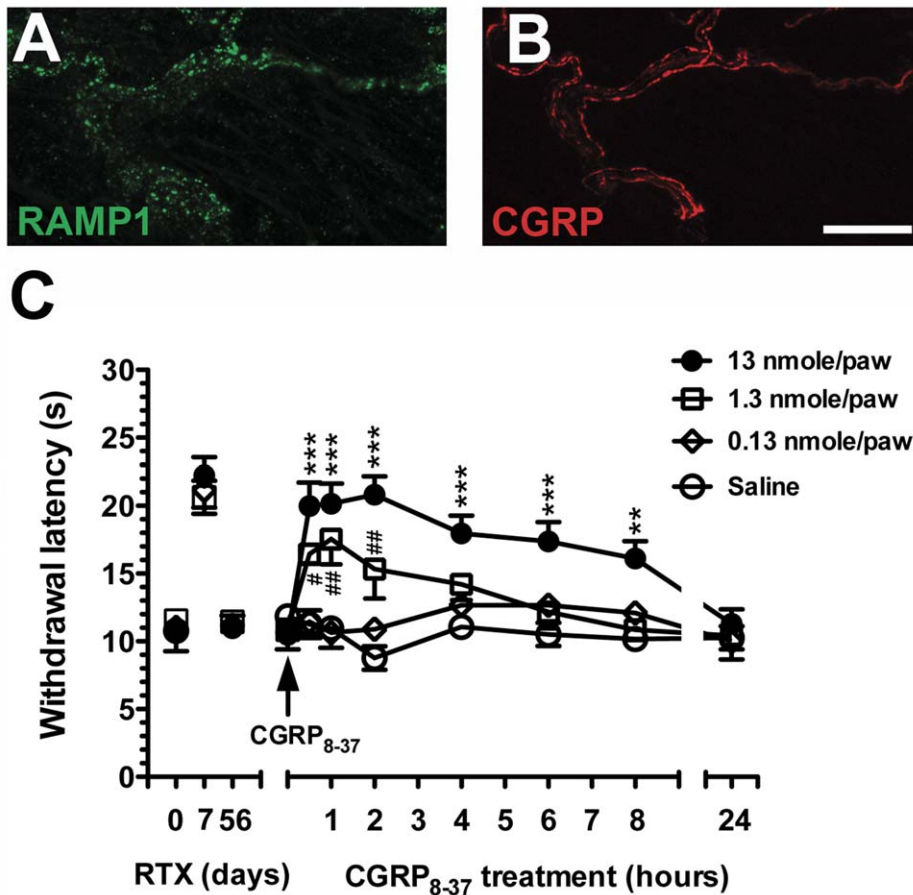 A
RAMP1
B
CGRP
C
Withdrawal latency (s)
30
25
20
15
10
5
0
13 nmole/paw
1.3 nmole/paw
0.13 nmole/paw
Saline
*** *** *** *** *** **
# ## ##
CGRP8-37
0 7 56 1 2 3 4 5 6 7 8 24
RTX (days) CGRP8-37 treatment (hours)